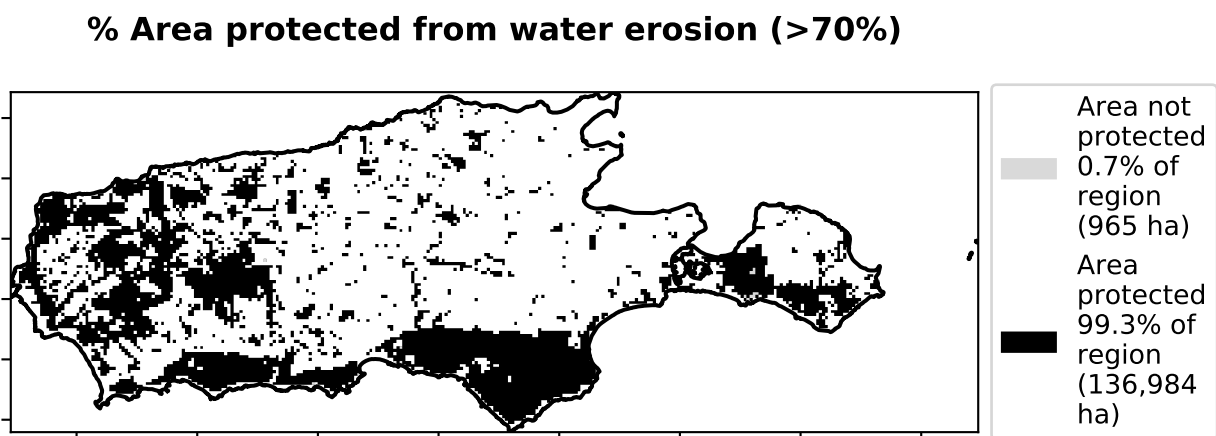 % Area protected from water erosion (>70%)
Area not
protected
0.7% of
region
(965 ha)
Area
protected
99.3% of
region
(136,984
ha)